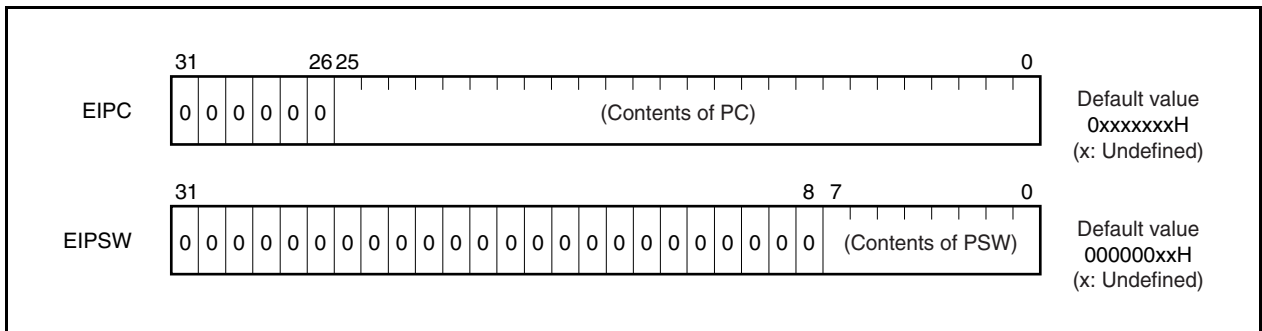 31 26 25 0
EIPC 0 0 0 0 0 0 (Contents of PC) Default value
0xxxxxxxH
(x: Undefined)
31 8 7 0
EIPSW 0 0 0 0 0 0 0 0 0 0 0 0 0 0 0 0 0 0 0 0 0 0 0 0 (Contents of PSW) Default value
000000xxH
(x: Undefined)